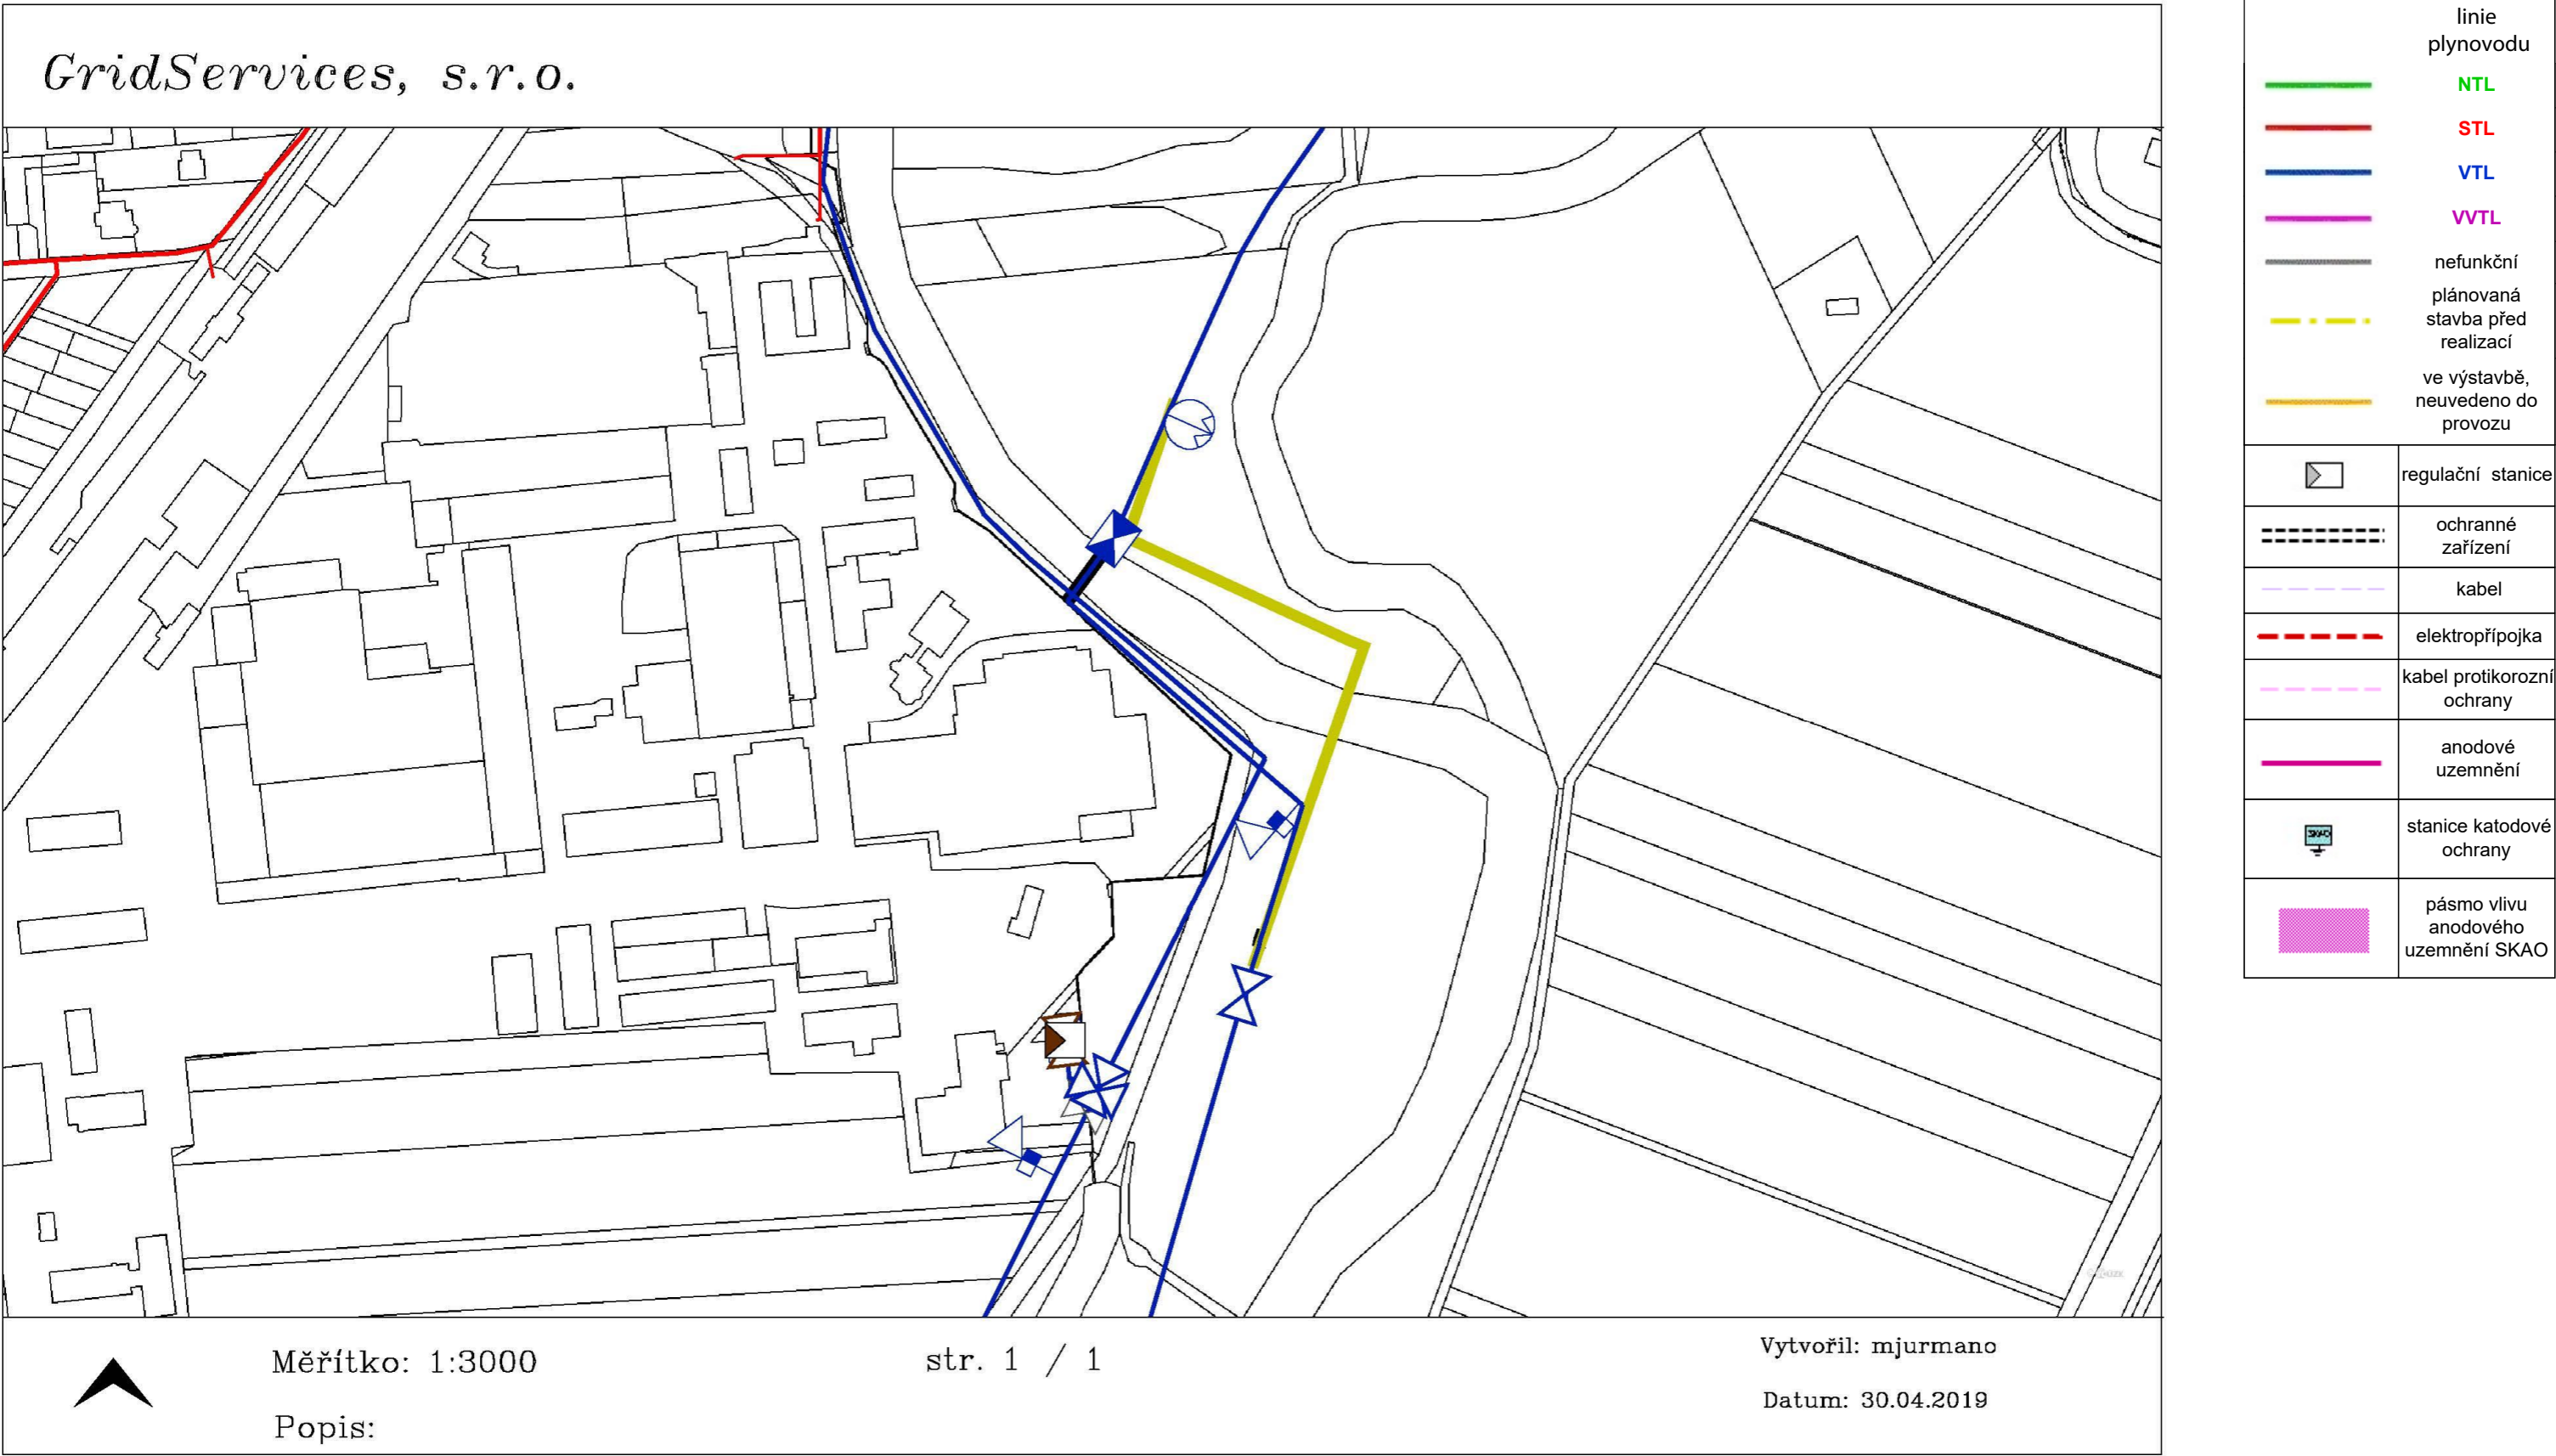 GridServices, s.r.o.
Měřítko: 1:3000
Popis:
str. 1 / 1
Vytvořil: mjurmano
Datum: 30.04.2019
linie
plynovodu
NTL
STL
VTL
VVTL
nefunkční
plánovaná
stavba před
realizací
ve výstavbě,
neuvedeno do
provozu
regulační stanice
ochranné
zařízení
kabel
elektropřípojka
kabel protikorozní
ochrany
anodové
uzemnění
SKAO
stanice katodové
ochrany
pásmo vlivu
anodového
uzemnění SKAO